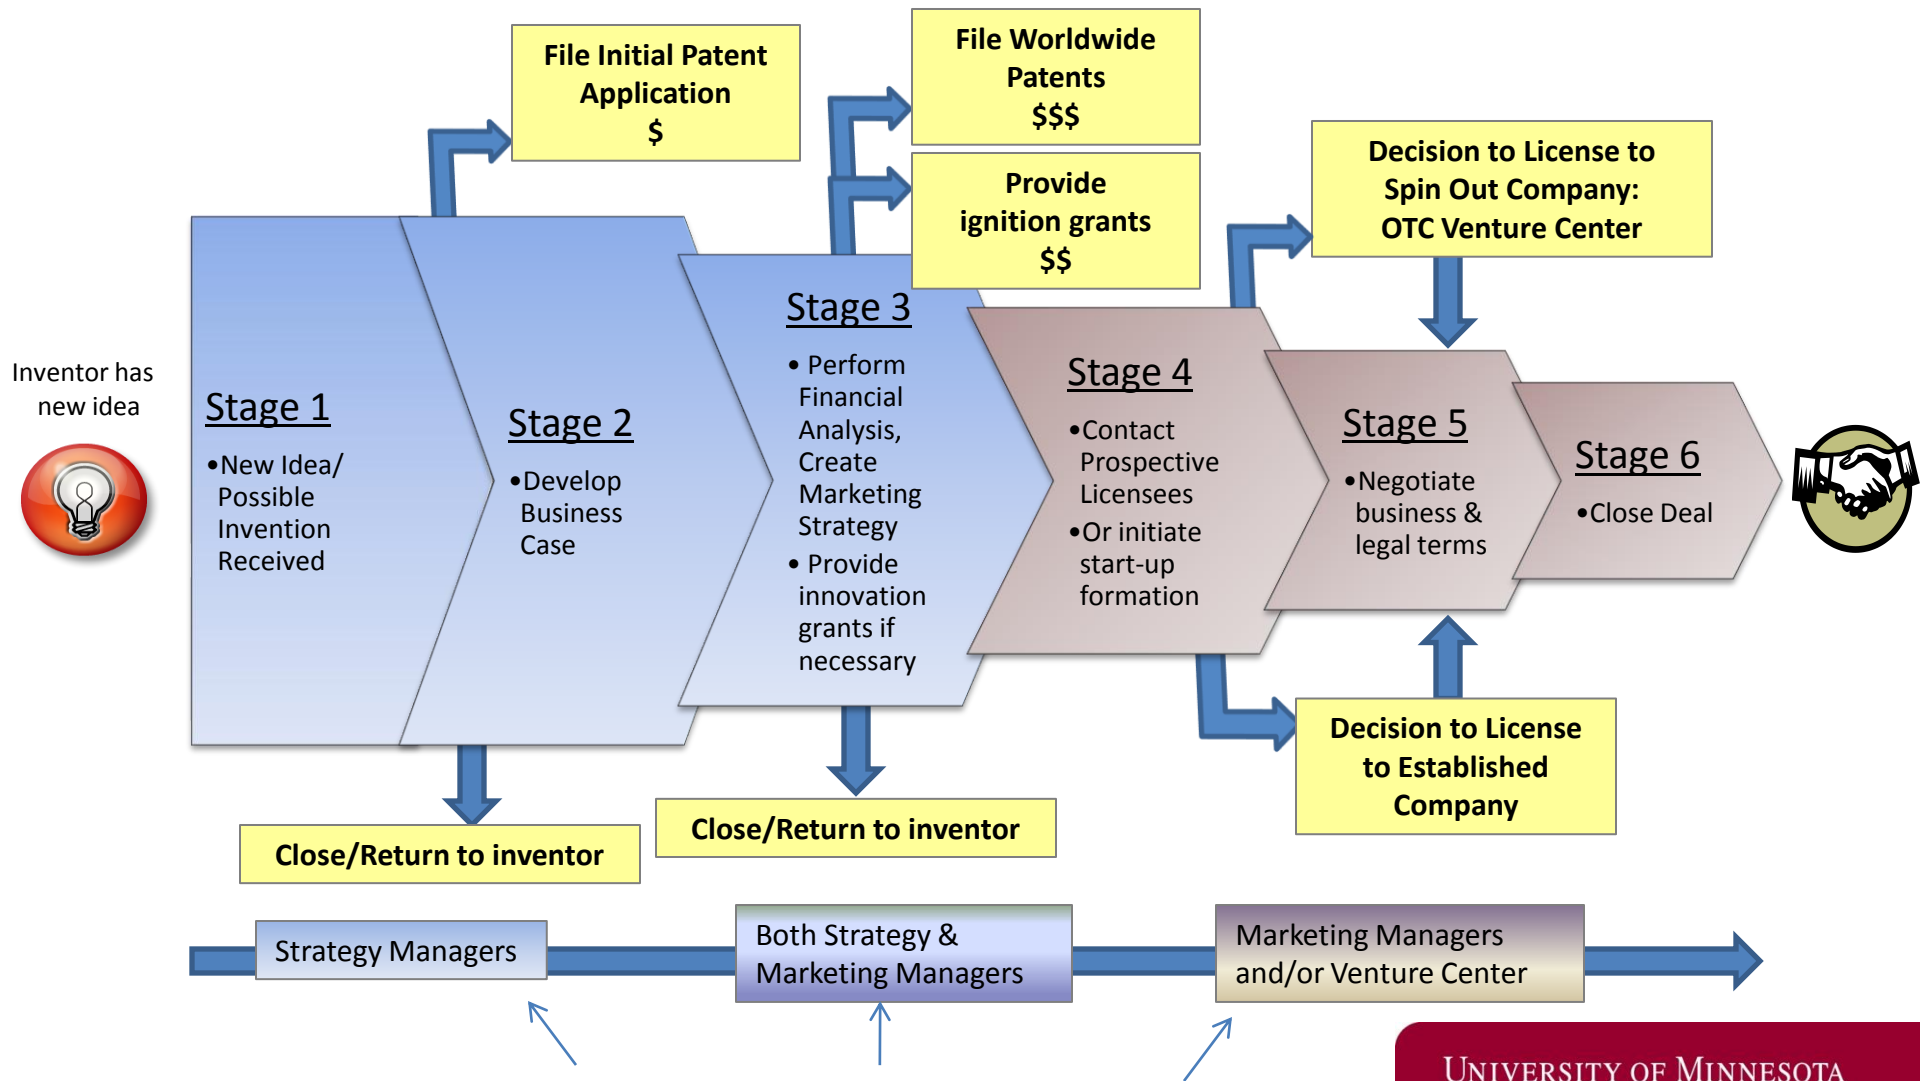 File Initial Patent
Application
$
File Worldwide
Patents
$$$
Provide
ignition grants
$$
Decision to License to
Spin Out Company:
OTC Venture Center
Inventor has
new idea
Stage 1
•New Idea/
Possible
Invention
Received
Stage 2
•Develop
Business
Case
Stage 3
• Perform
Financial
Analysis,
Create
Marketing
Strategy
• Provide
innovation
grants if
necessary
Stage 4
•Contact
Prospective
Licensees
•Or initiate
start-up
formation
Stage 5
•Negotiate
business &
legal terms
Stage 6
•Close Deal
Close/Return to inventor
Close/Return to inventor
Decision to License
to Established
Company
Strategy Managers
Both Strategy &
Marketing Managers
Marketing Managers
and/or Venture Center
UNIVERSITY OF MINNESOTA